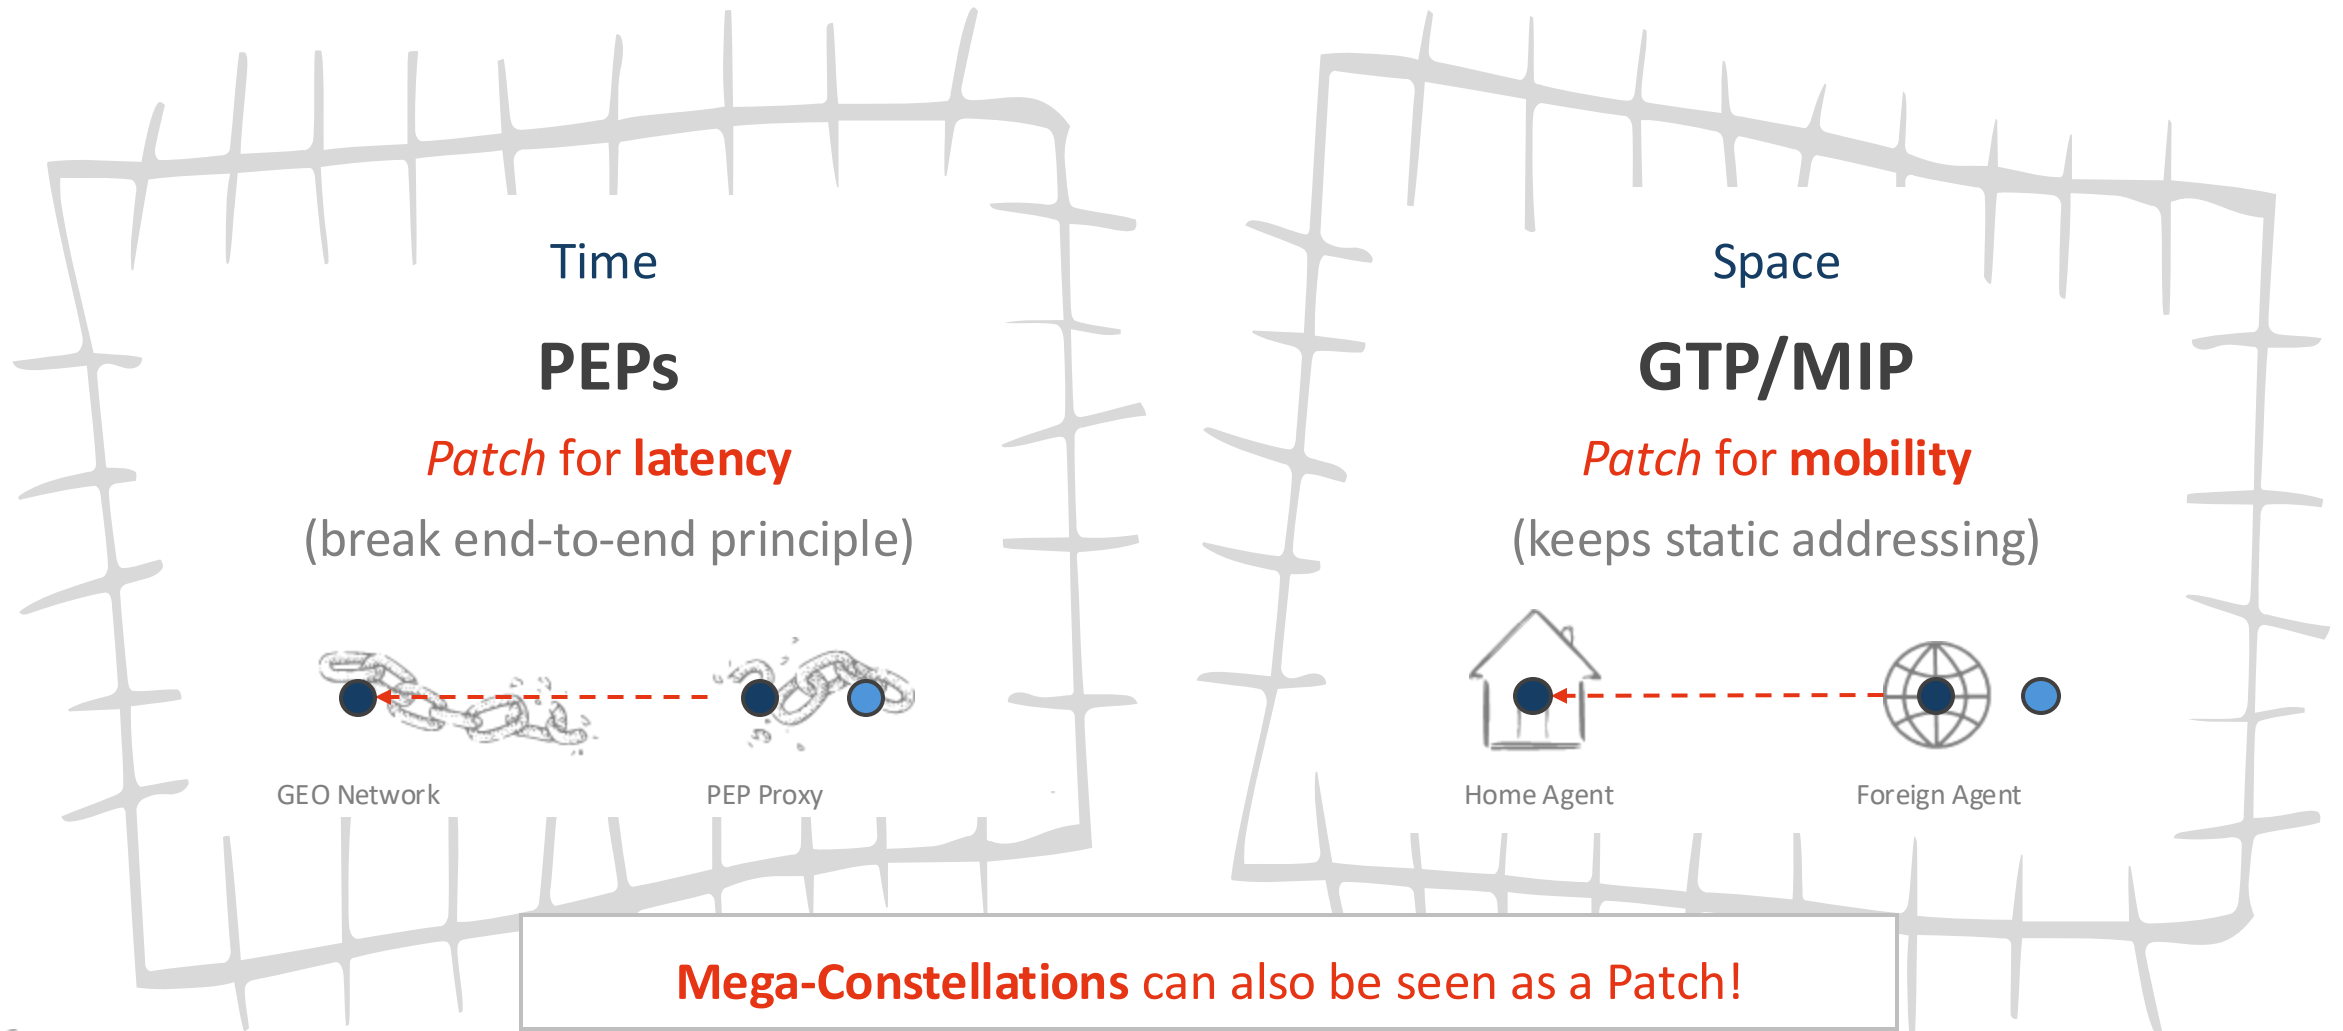 Time
PEPs
Patch for latency
(break end-to-end principle)
GEO Network
PEP Proxy
Space
GTP/MIP
Patch for mobility
(keeps static addressing)
Home Agent
Foreign Agent
Mega-Constellations can also be seen as a Patch!